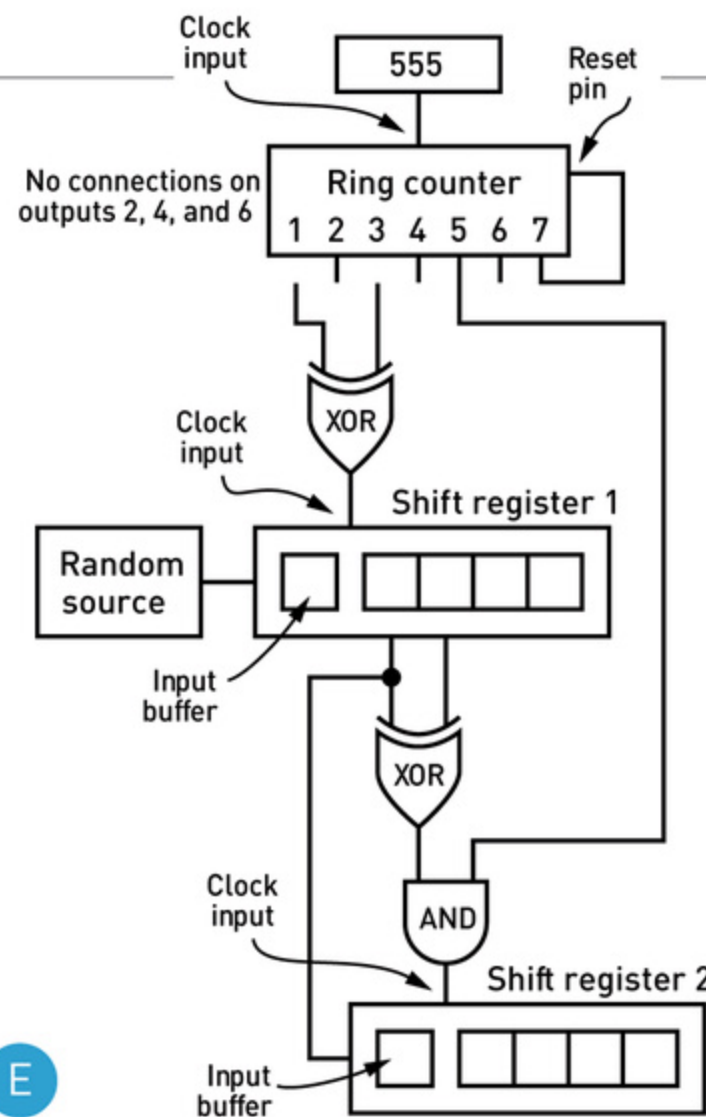 Clock
input
555
Reset
pin
No connections on
outputs 2, 4, and 6
Ring counter
1 2 3 4 5 6 7
XOR
Clock
input
Shift register 1
Random
source
Input
buffer
XOR
Clock
input
AND
Shift register 2
E
Input
buffer